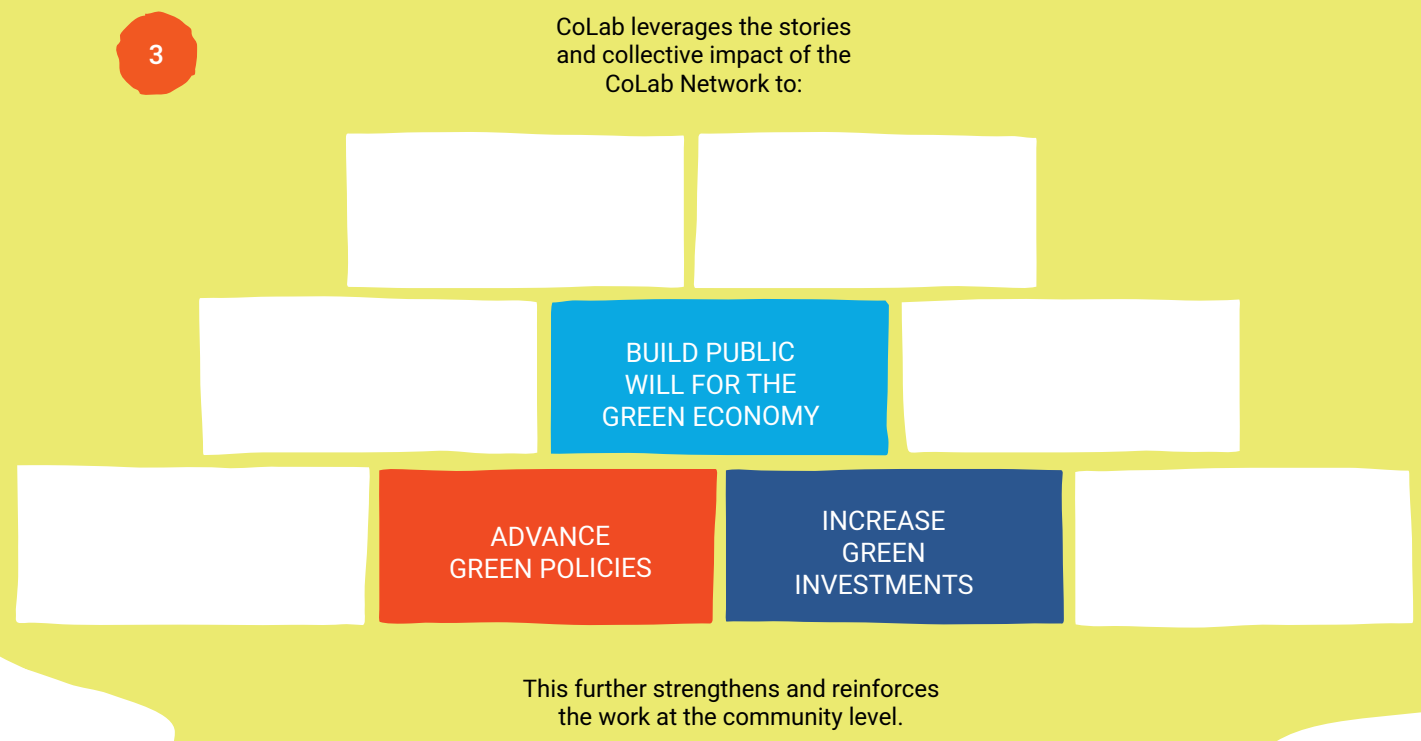 3
CoLab leverages the stories
and collective impact of the
CoLab Network to:
BUILD PUBLIC
WILL FOR THE
GREEN ECONOMY
ADVANCE
GREEN POLICIES
INCREASE
GREEN
INVESTMENTS
This further strengthens and reinforces
the work at the community level.